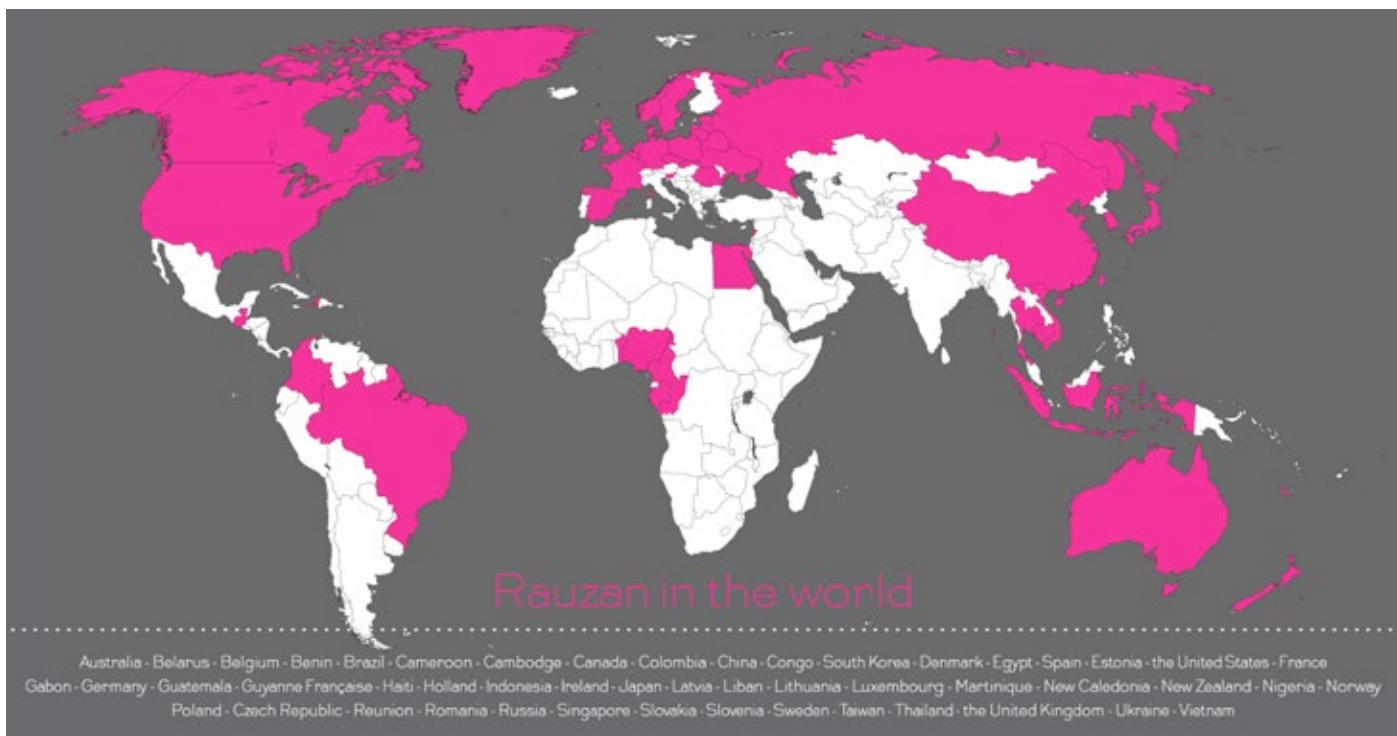 Rauzan in the world
Australia - Belarus - Belgium - Benin - Brazil - Cameroon - Cambodge - Canada - Colombia - China - Congo - South Korea - Denmark - Egypt - Spain - Estonia - the United States - France
Gabon - Germany - Guatemala - Guyanne Française - Haiti - Holland - Indonesia - Ireland - Japan - Latvia - Liban - Lithuania - Luxembourg - Martinique - New Caledonia - New Zealand - Nigeria - Norway
Poland - Czech Republic - Reunion - Romania - Russia - Singapore - Slovakia - Slovenia - Sweden - Taiwan - Thailand - the United Kingdom - Ukraine - Vietnam